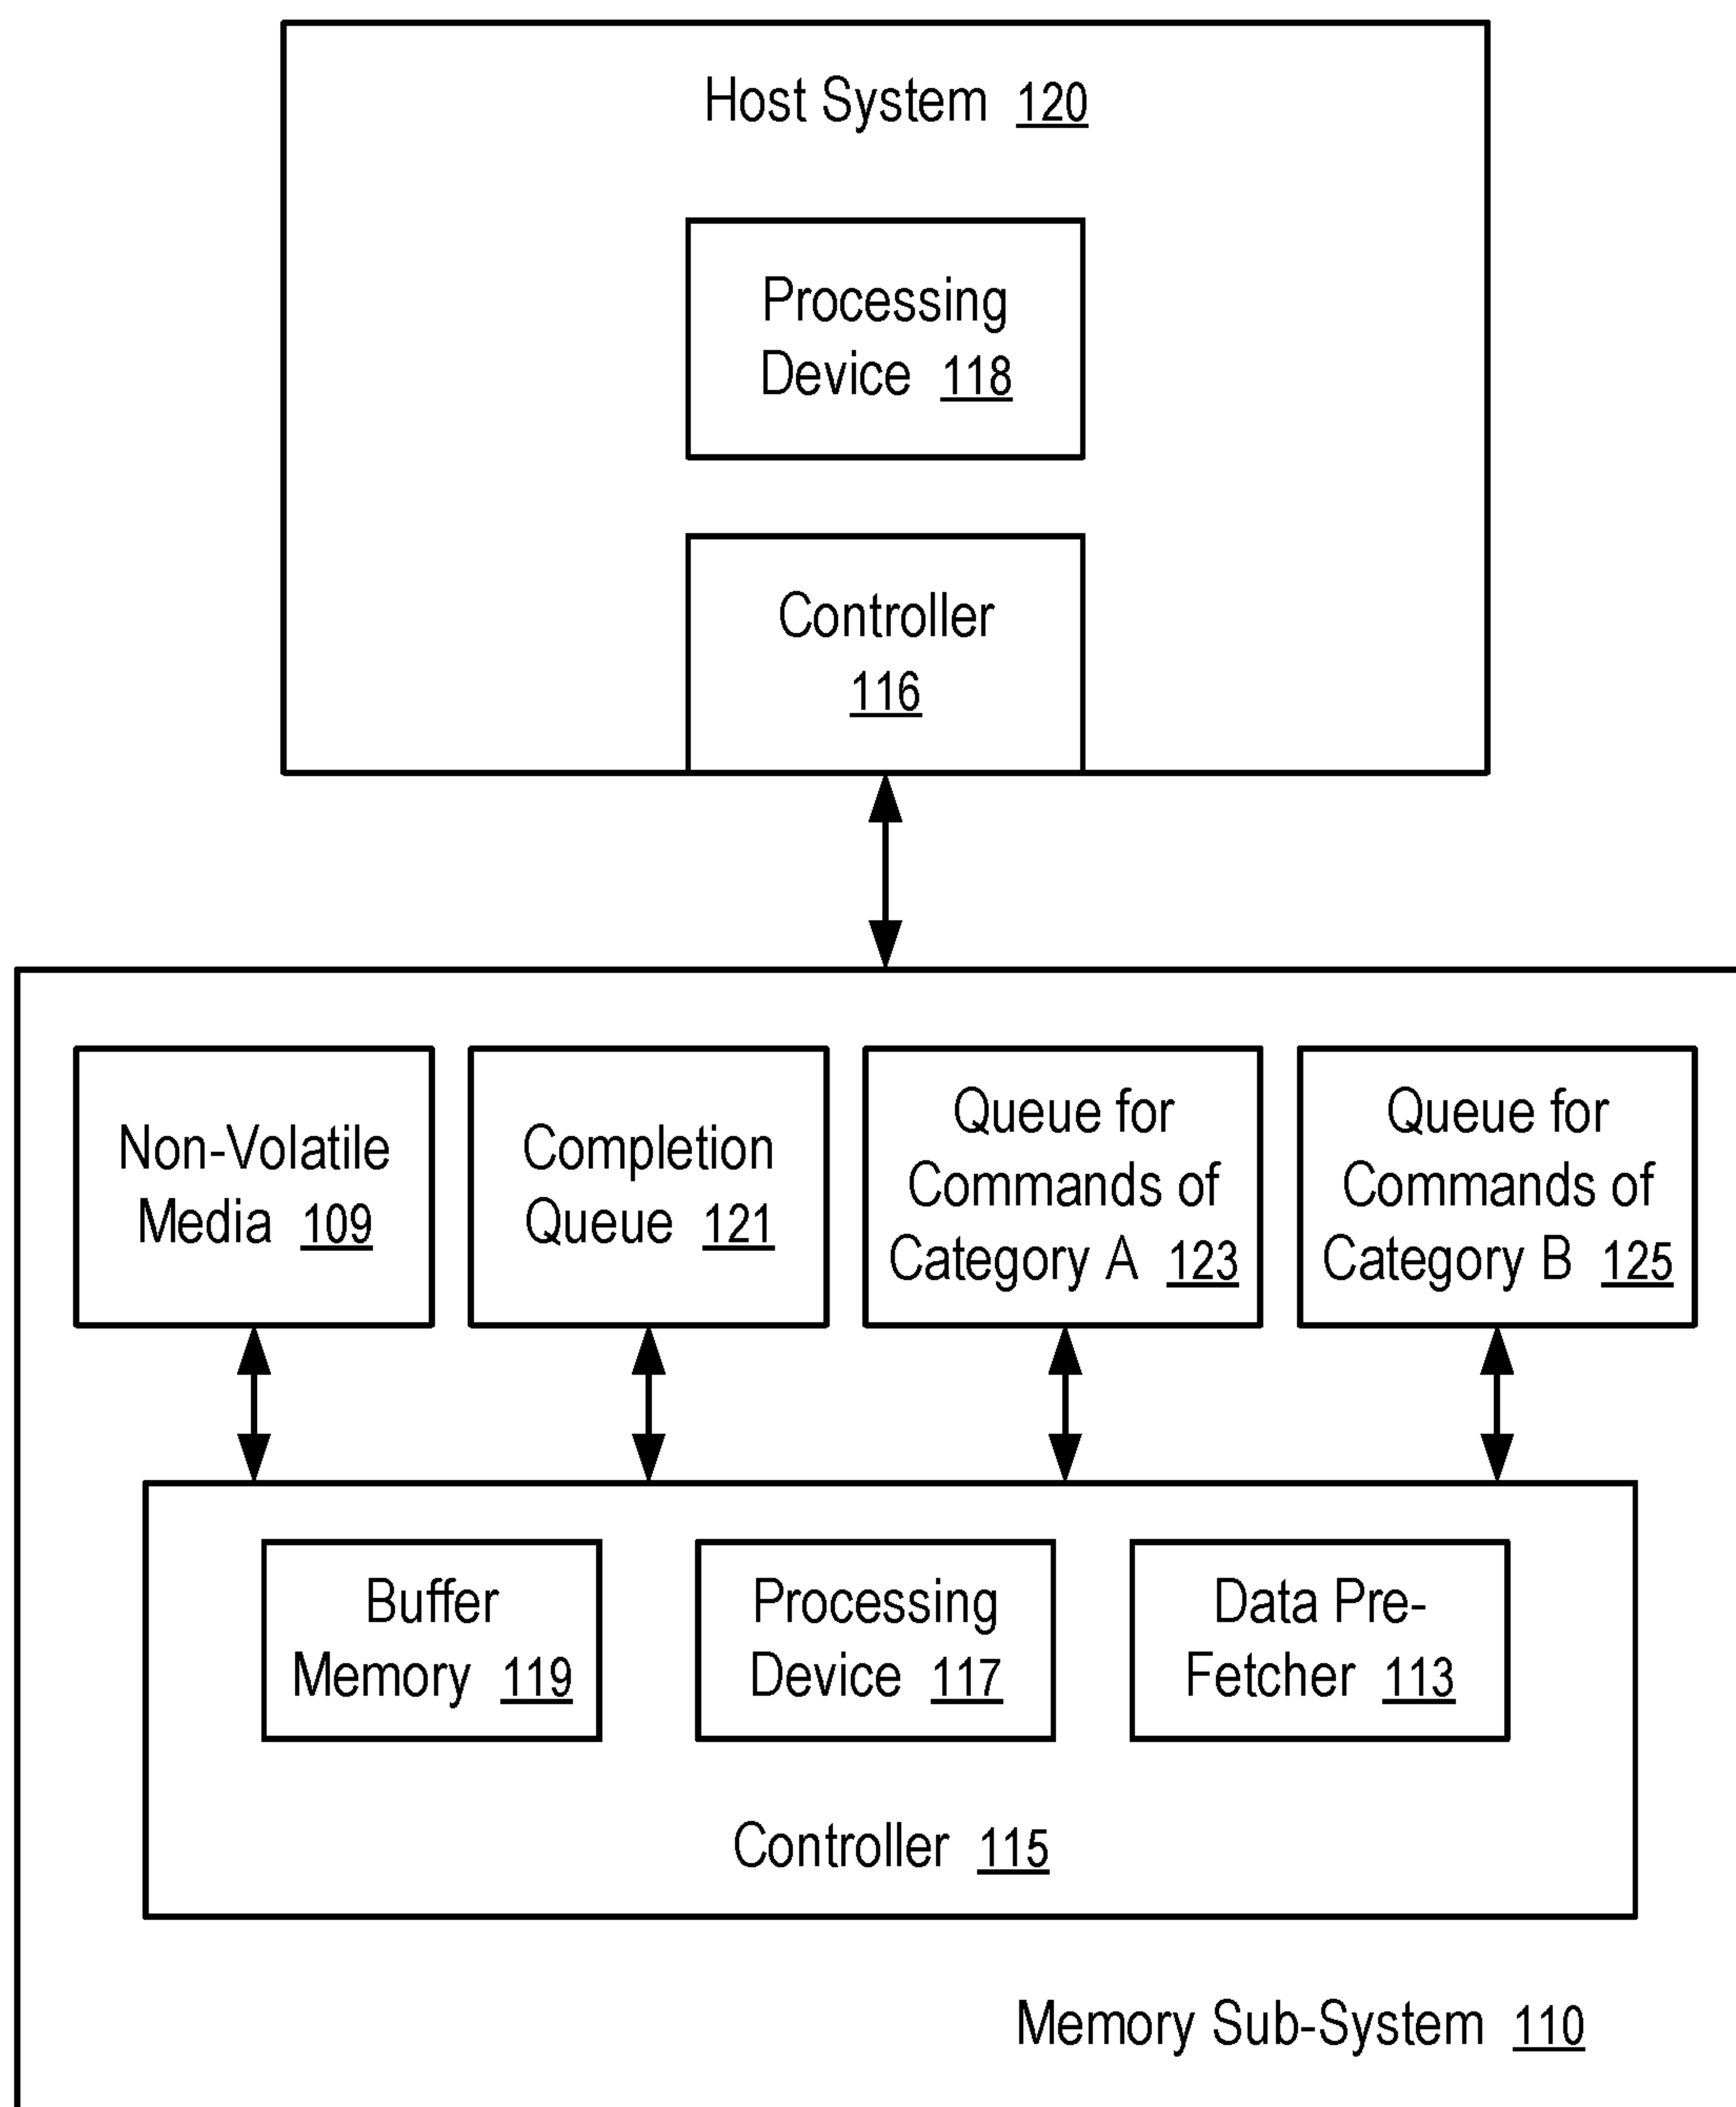 Host System 120
Processing
Device 118
Controller
116
Non-Volatile
Media 109
Completion
Queue 121
Queue for
Commands of
Category A 123
Queue for
Commands of
Category B 125
Buffer
Memory 119
Processing
Device 117
Data Pre-
Fetcher 113
Controller 115
Memory Sub-System 110